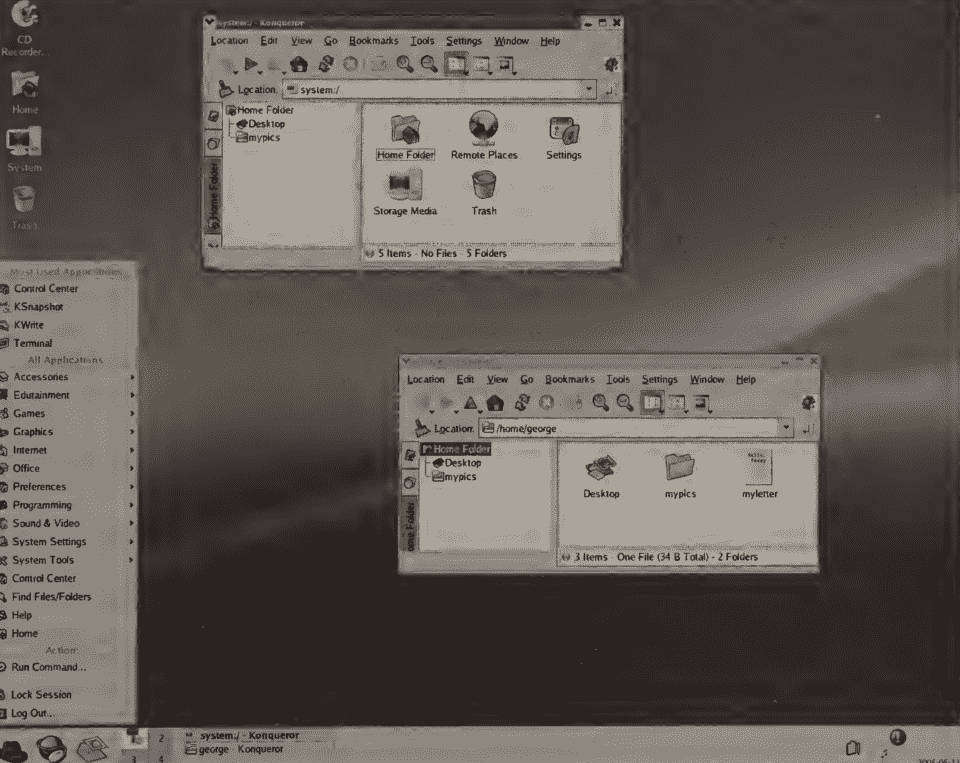 CD
Recorder...
Home
System
Trash
system:/ - Konqueror
Location Edit View Go Bookmarks Tools Settings Window Help
Location: system:/
Home Folder
Desktop
mypics
Home Folder
Home Folder
Remote Places
Settings
Storage Media
Trash
5 Items - No Files - 5 Folders
Most Used Applications
Control Center
KSnapshot
KWrite
Terminal
All Applications
Accessories
Edutainment
Games
Graphics
Internet
Office
Preferences
Programming
Sound & Video
System Settings
System Tools
Control Center
Find Files/Folders
Help
Home
Action
Run Command...
Lock Session
Log Out...
Location Edit View Go Bookmarks Tools Settings Window Help
Location: /home/george
Home Folder
Desktop
mypics
ome Folder
Desktop
mypics
myletter
3 Items - One File (34 B Total) - 2 Folders
2
3 4
system:/ - Konqueror
george - Konqueror